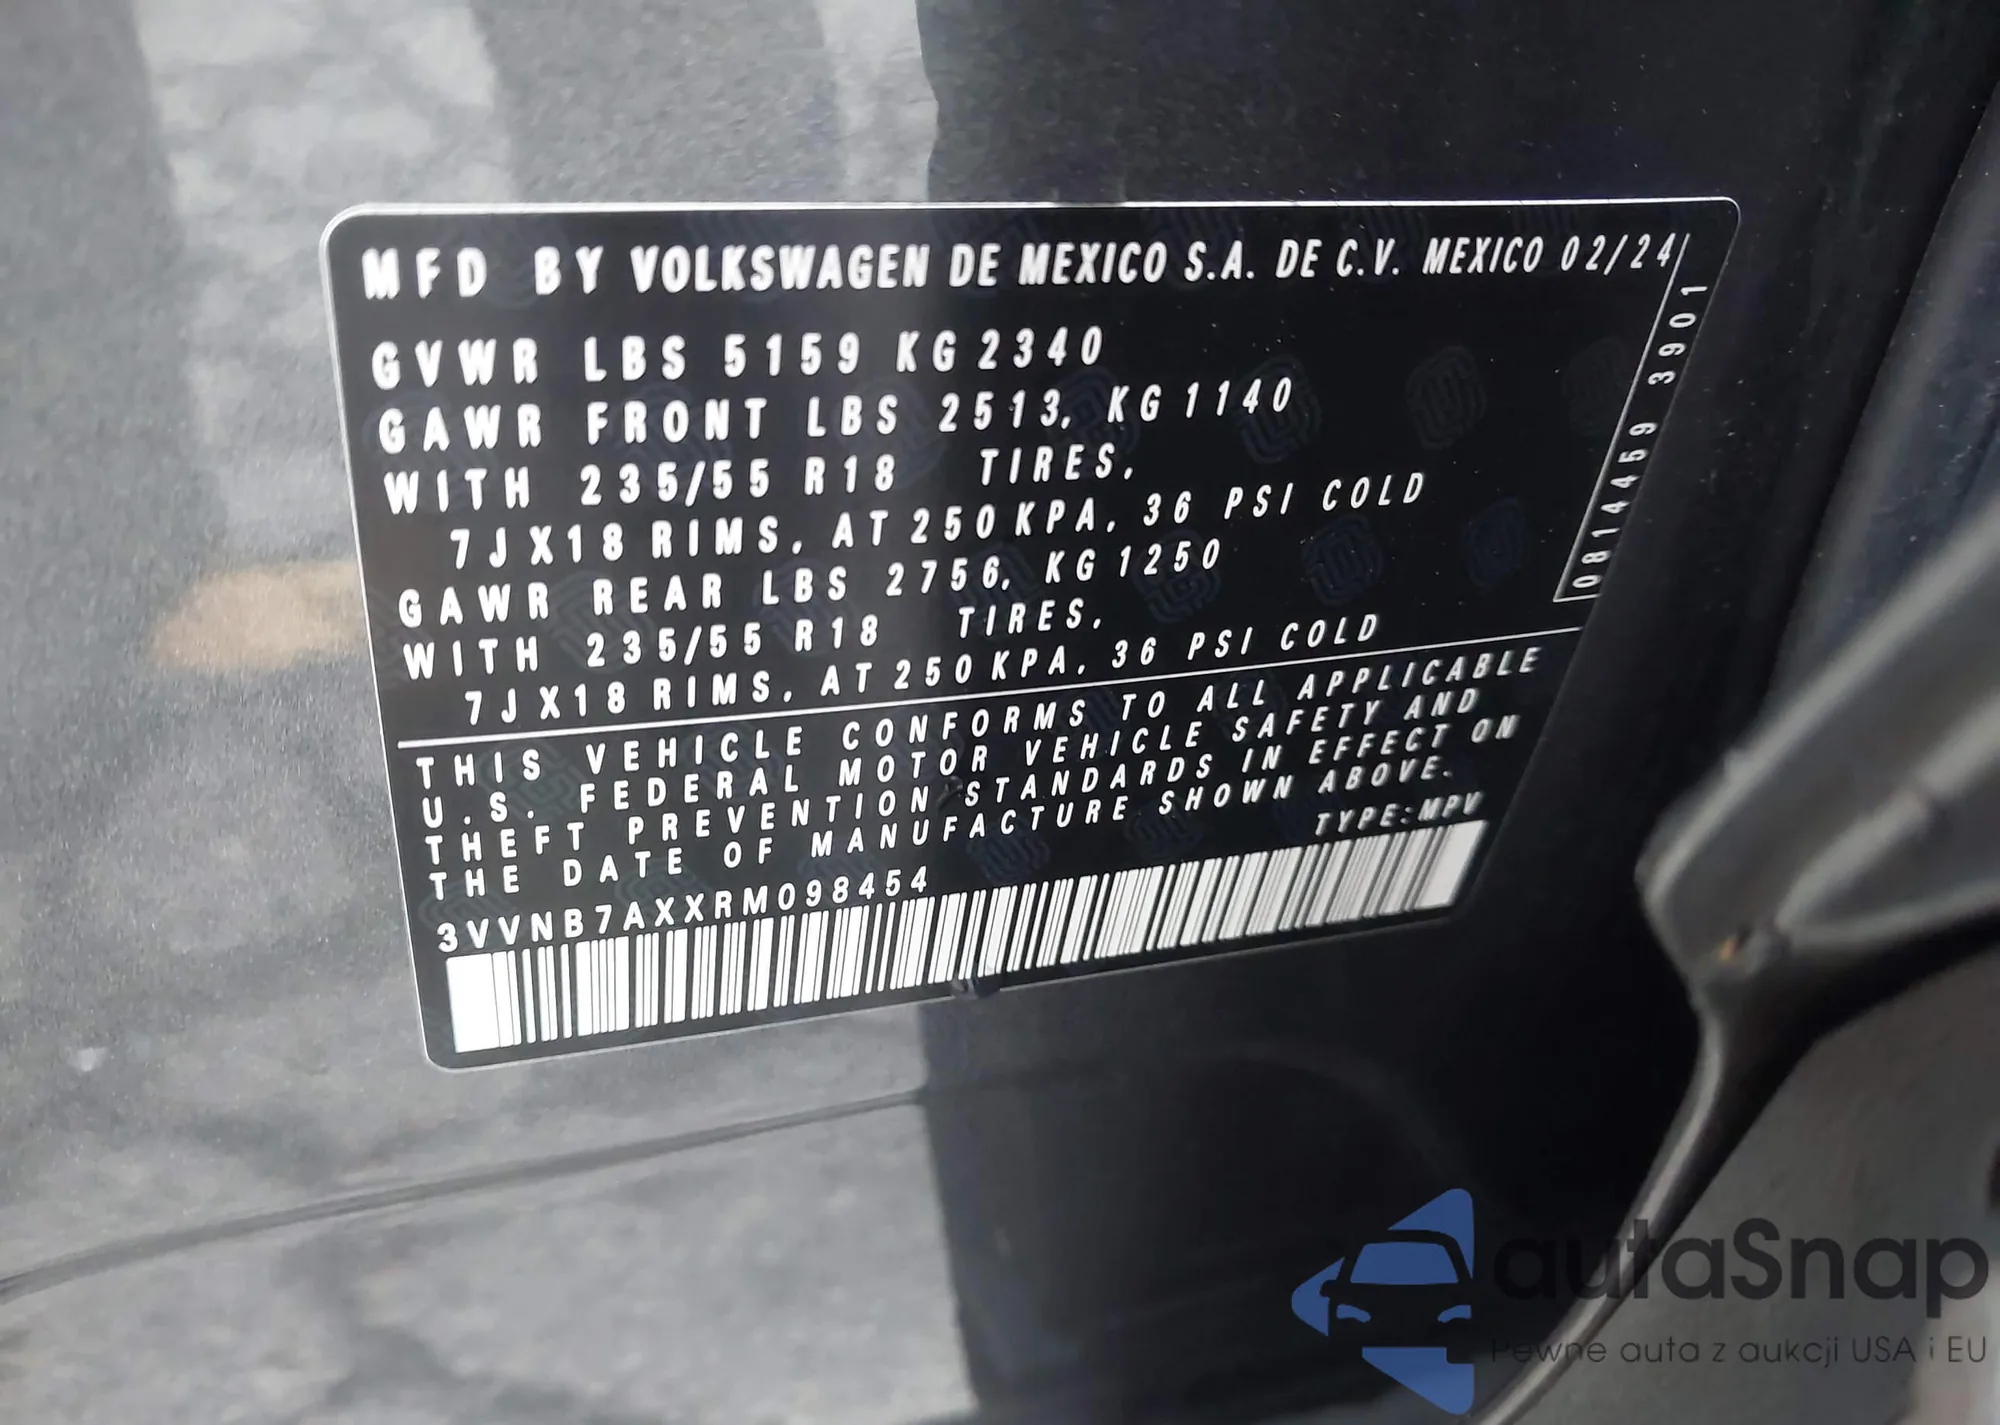 MFD BY VOLKSWAGEN DE MEXICO S.A. DE C.V. MEXICO 02/24
GVWR LBS 5159 KG 2340
GAWR FRONT LBS 2513, KG 1140
WITH 235/55 R18 TIRES,
7JX18 RIMS, AT 250 KPA, 36 PSI COLD
GAWR REAR LBS 2756, KG 1250
WITH 235/55 R18 TIRES,
7JX18 RIMS, AT 250 KPA, 36 PSI COLD
0814459 3901
THIS VEHICLE CONFORMS TO ALL APPLICABLE
U.S. FEDERAL MOTOR VEHICLE SAFETY AND
THEFT PREVENTION STANDARDS IN EFFECT ON
THE DATE OF MANUFACTURE SHOWN ABOVE.
TYPE:MPV
3VVNB7AXXRM098454
autaSnap
Pewne auta z aukcji USA i EU